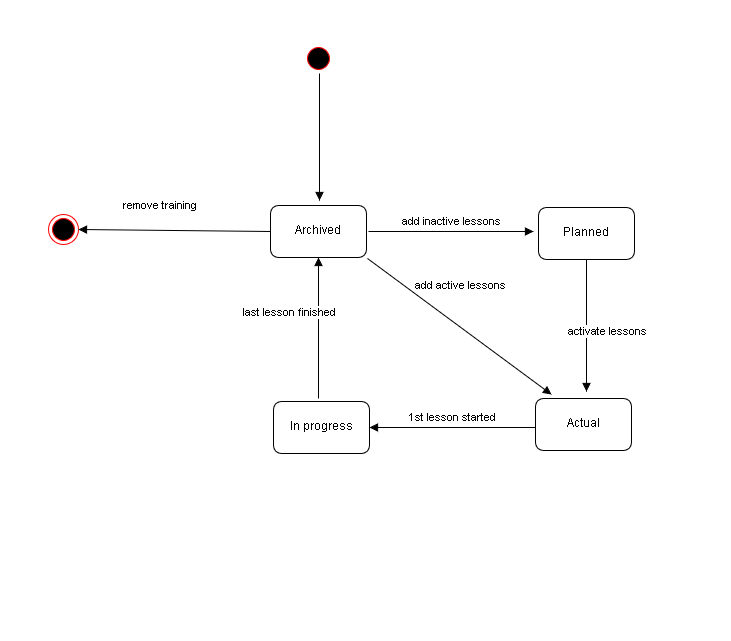 remove training
Archived
add inactive lessons
Planned
add active lessons
last lesson finished
activate lessons
1st lesson started
In progress
Actual